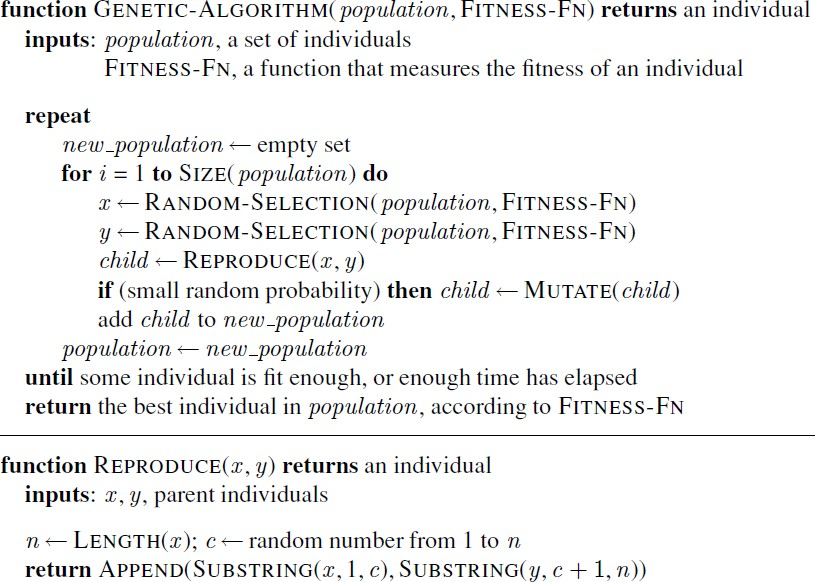 function GENETIC-ALGORITHM(population, FITNESS-FN) returns an individual
inputs: population, a set of individuals
FITNESS-FN, a function that measures the fitness of an individual
repeat
new_population ← empty set
for i = 1 to SIZE(population) do
x ← RANDOM-SELECTION(population, FITNESS-FN)
y ← RANDOM-SELECTION(population, FITNESS-FN)
child ← REPRODUCE(x, y)
if (small random probability) then child ← MUTATE(child)
add child to new_population
population ← new_population
until some individual is fit enough, or enough time has elapsed
return the best individual in population, according to FITNESS-FN
function REPRODUCE(x, y) returns an individual
inputs: x, y, parent individuals
n ← LENGTH(x); c ← random number from 1 to n
return APPEND(SUBSTRING(x, 1, c), SUBSTRING(y, c + 1, n))